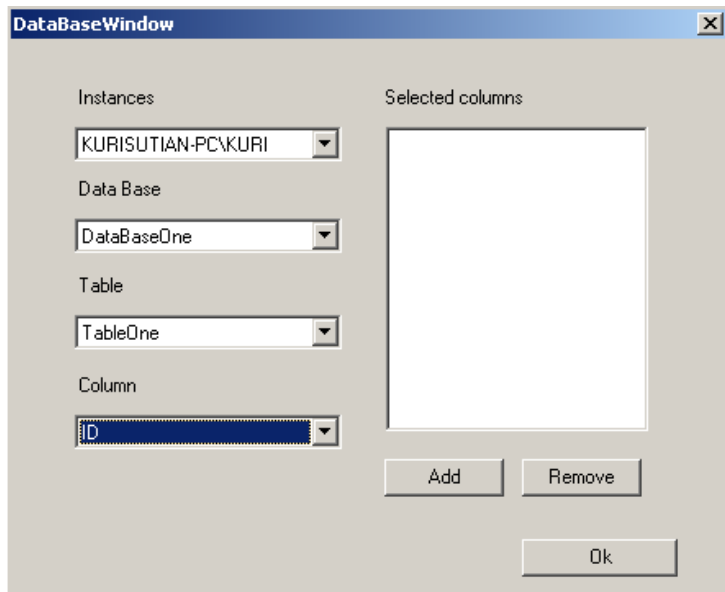 DataBaseWindow
Instances
KURISUTIAN-PC\KURI
Data Base
DataBaseOne
Table
TableOne
Column
ID
Selected columns
Add
Remove
Ok